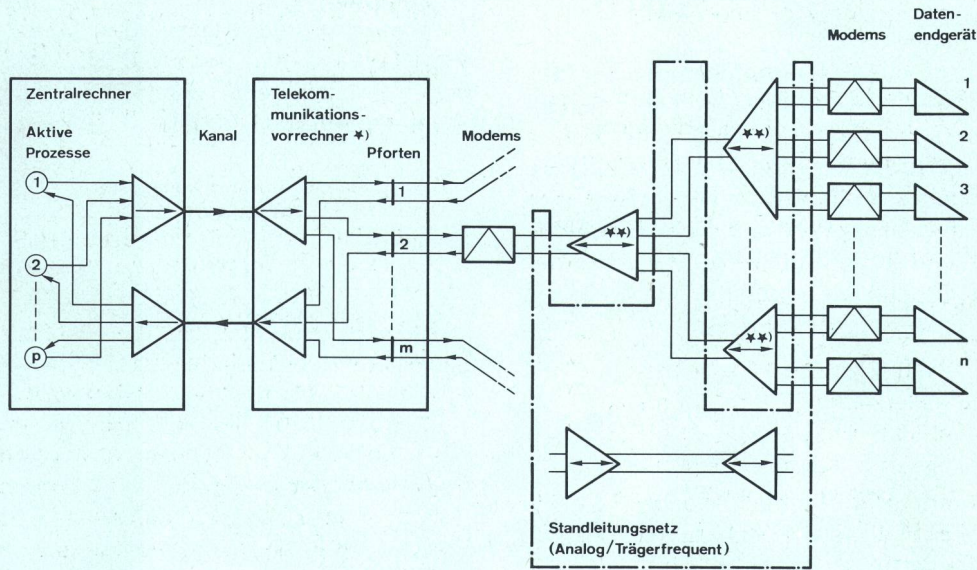 Zentralrechner
Aktive
Prozesse
1
2
p
Kanal
Telekom-
munikations-
vorrechner *)
Pforten
1
2
m
Modems
**)
**)
**)
Modems
Daten-
endgerät
1
2
3
n
Standleitungsnetz
(Analog/Trägerfrequent)